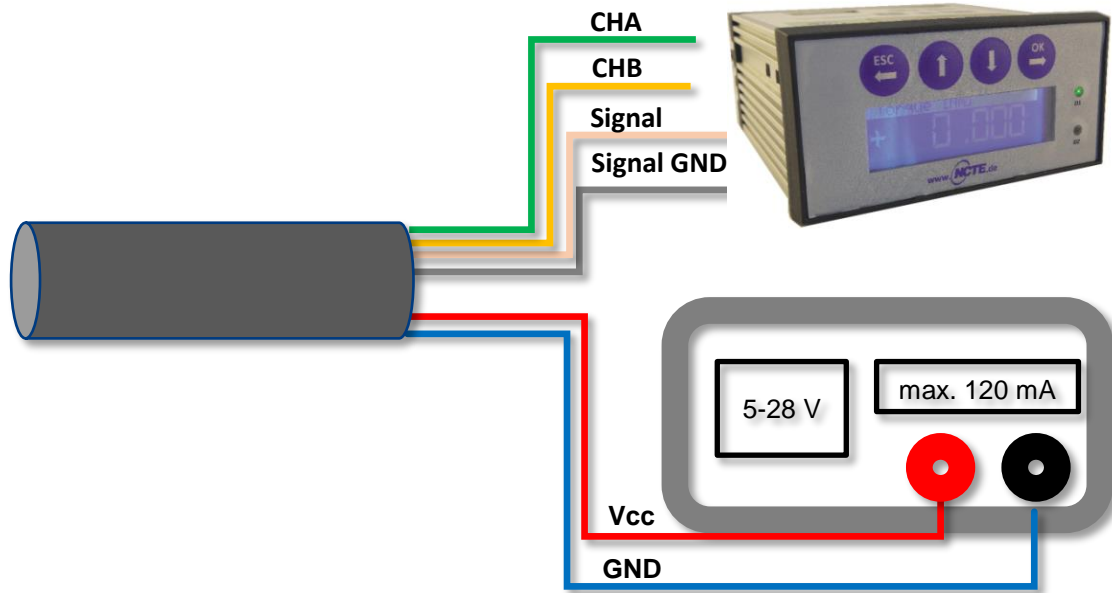 CHA
CHB
Signal
Signal GND
ESC
OK
0.000
www.NCTE.de
5-28 V
max. 120 mA
Vcc
GND